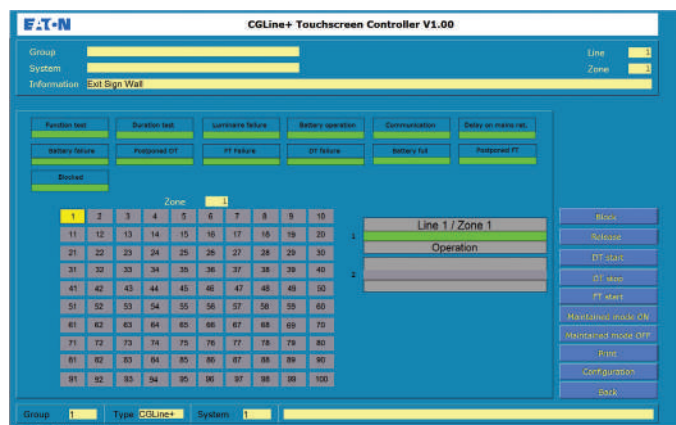 EATON CGLine+ Touchscreen Controller V1.00
Group Line 1
System Zone 1
Information Exit Sign Wall
Function test Duration test Luminaire failure Battery operation Communication Delay on mains ret.
Battery failure Postponed DT FT Failure DT failure Battery full Postponed FT
Blocked
Zone 1
1 2 3 4 5 6 7 8 9 10
11 12 13 14 15 16 17 18 19 20
21 22 23 24 25 26 27 28 29 30
31 32 33 34 35 36 37 38 39 40
41 42 43 44 45 46 47 48 49 50
51 52 53 54 55 56 57 58 59 60
61 62 63 64 65 66 67 68 69 70
71 72 73 74 75 76 77 78 79 80
81 82 83 84 85 86 87 88 89 90
91 92 93 94 95 96 97 98 99 100
Line 1 / Zone 1
1
Operation
2
Block
Release
DT start
DT stop
FT start
Maintained mode ON
Maintained mode OFF
Print
Configuration
Back
Group 1 Type CGLine+ System 1